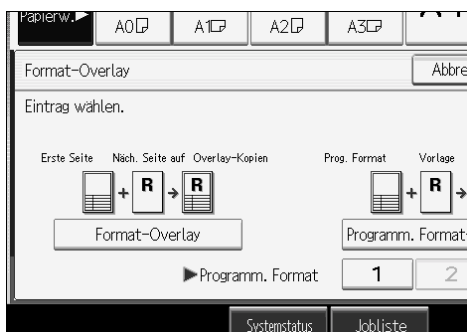 Papierw.▶
A0 A1 A2 A3
Format-Overlay Abbre
Eintrag wählen.
Erste Seite Näch. Seite auf Overlay-Kopien Prog. Format Vorlage
R R R
Format-Overlay Programm. Format-
▶Programm. Format 1 2
Systemstatus Jobliste